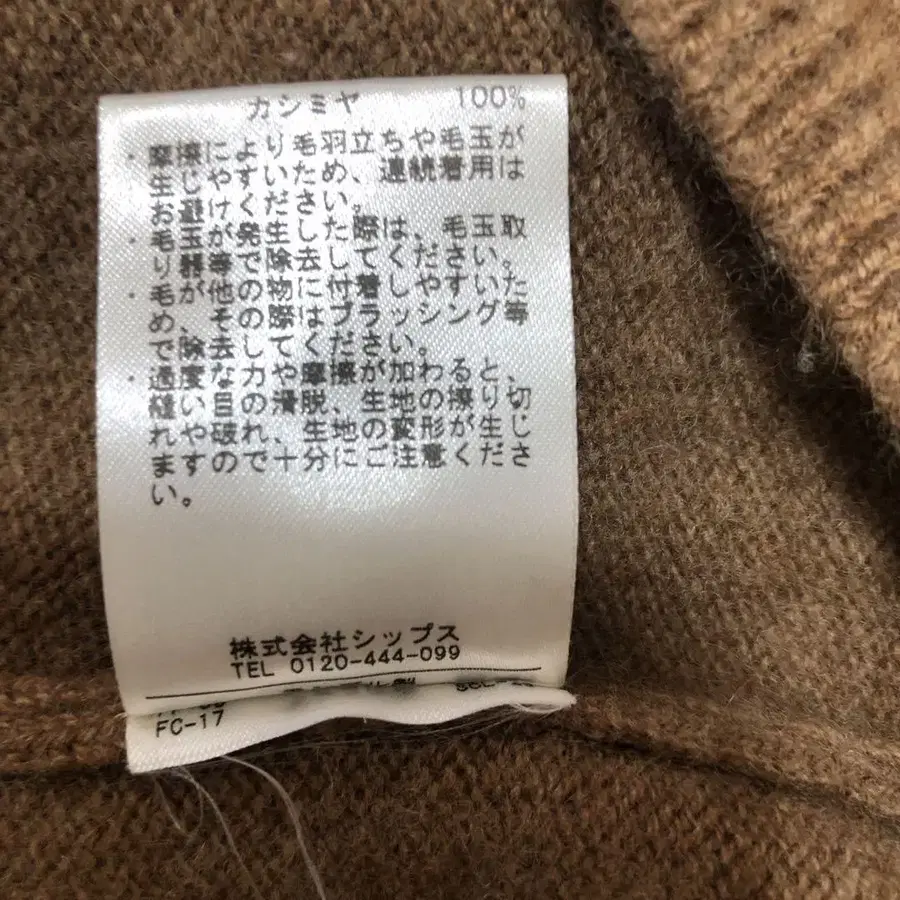 カシミヤ 100%
・摩擦により毛羽立ちや毛玉が
生じやすいため、連続着用は
お避けください。
・毛玉が発生した際は、毛玉取
り器等で除去してください。
・毛が他の物に付着しやすいた
め、その際はブラッシング等
で除去してください。
・過度な力や摩擦が加わると、
縫い目の滑脱、生地の擦り切
れや破れ、生地の変形が生じ
ますので十分にご注意くださ
い。
株式会社シップス
TEL 0120-444-099
FC-17